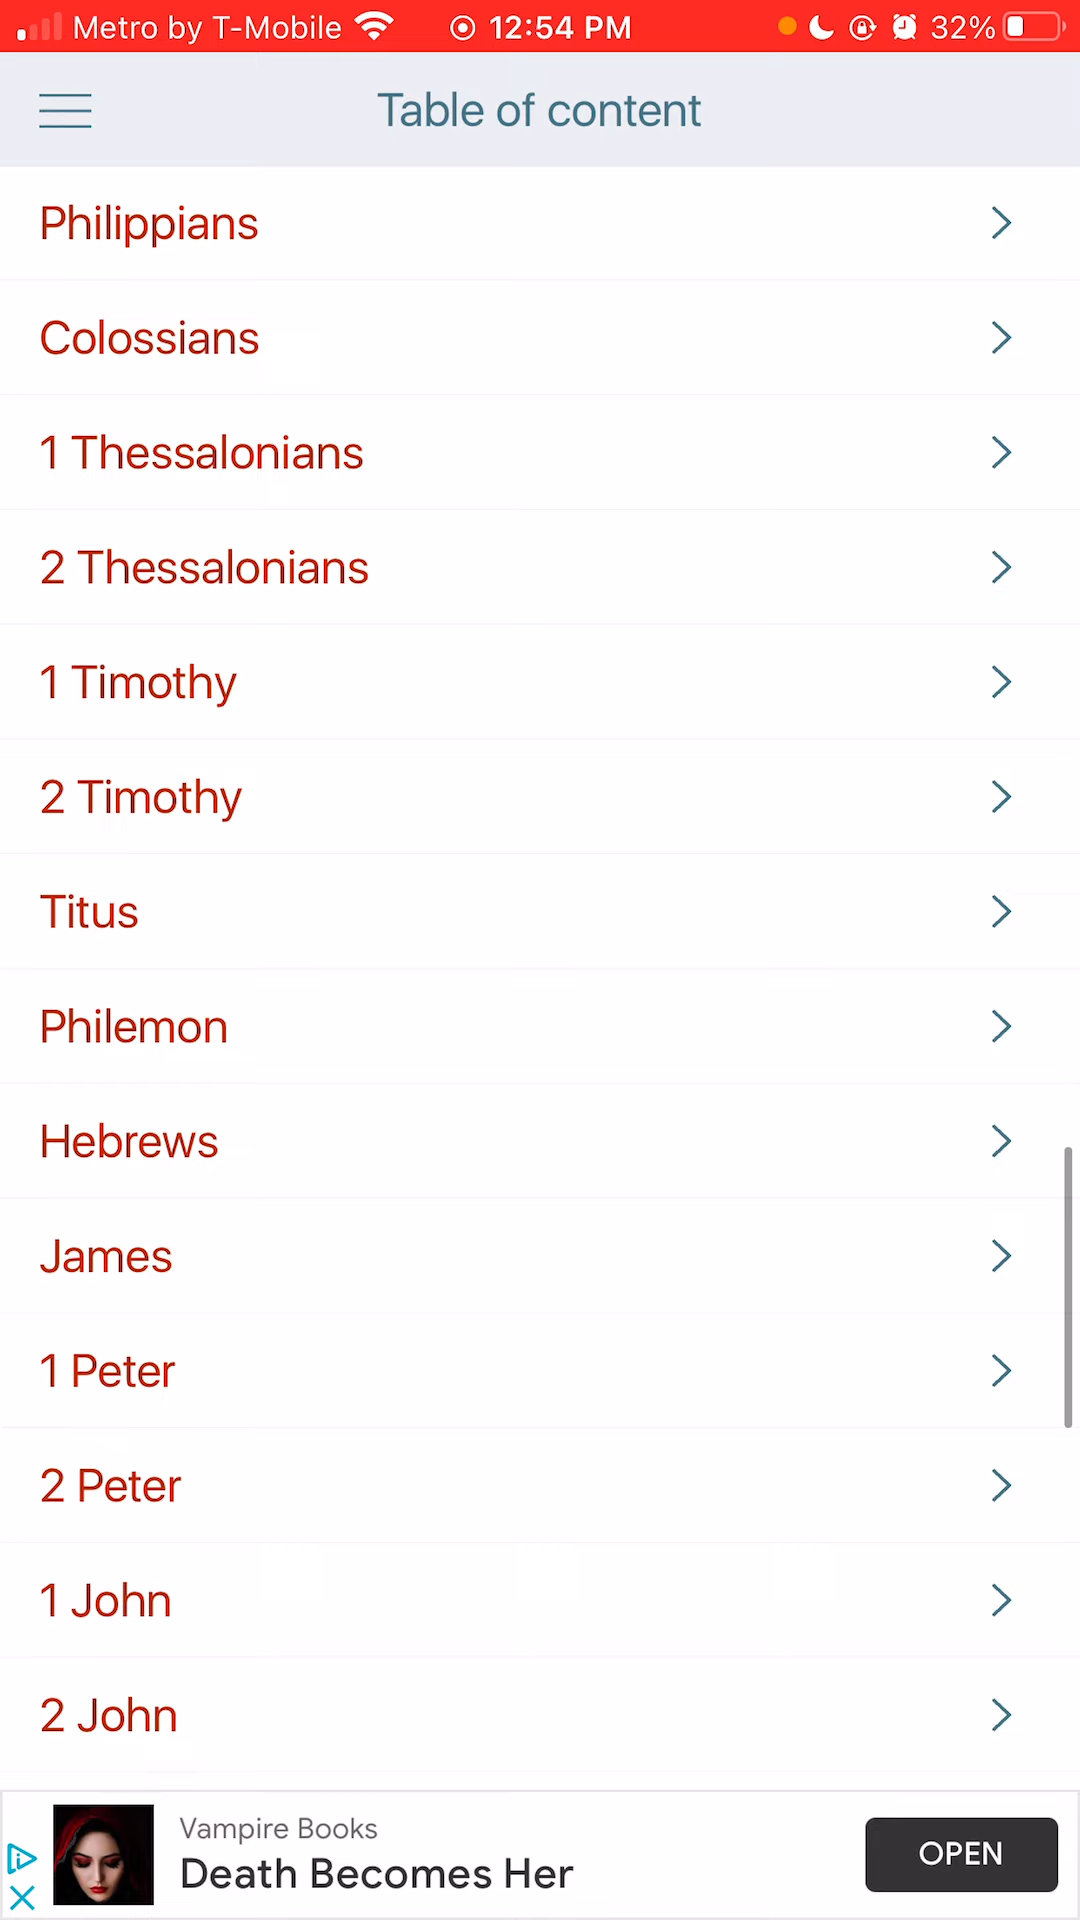 Metro by T-Mobile 12:54 PM 32%
Table of content
Philippians
Colossians
1 Thessalonians
2 Thessalonians
1 Timothy
2 Timothy
Titus
Philemon
Hebrews
James
1 Peter
2 Peter
1 John
2 John
Vampire Books
Death Becomes Her
OPEN